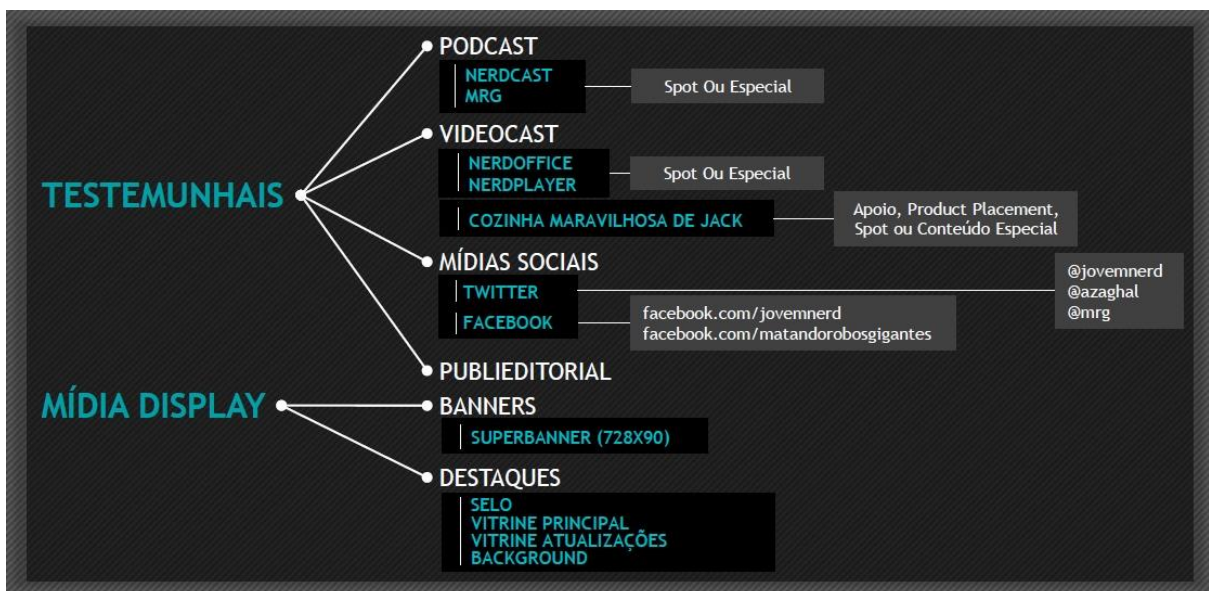 TESTEMUNHAIS
PODCAST
NERDCAST
MRG
Spot Ou Especial
VIDEOCAST
NERDOFFICE
NERDPLAYER
Spot Ou Especial
COZINHA MARAVILHOSA DE JACK
Apoio, Product Placement,
Spot ou Conteúdo Especial
MÍDIAS SOCIAIS
TWITTER
@jovemnerd
@azaghal
@mrg
FACEBOOK
facebook.com/jovemnerd
facebook.com/matandorobosgigantes
PUBLIEDITORIAL
MÍDIA DISPLAY
BANNERS
SUPERBANNER (728X90)
DESTAQUES
SELO
VITRINE PRINCIPAL
VITRINE ATUALIZAÇÕES
BACKGROUND